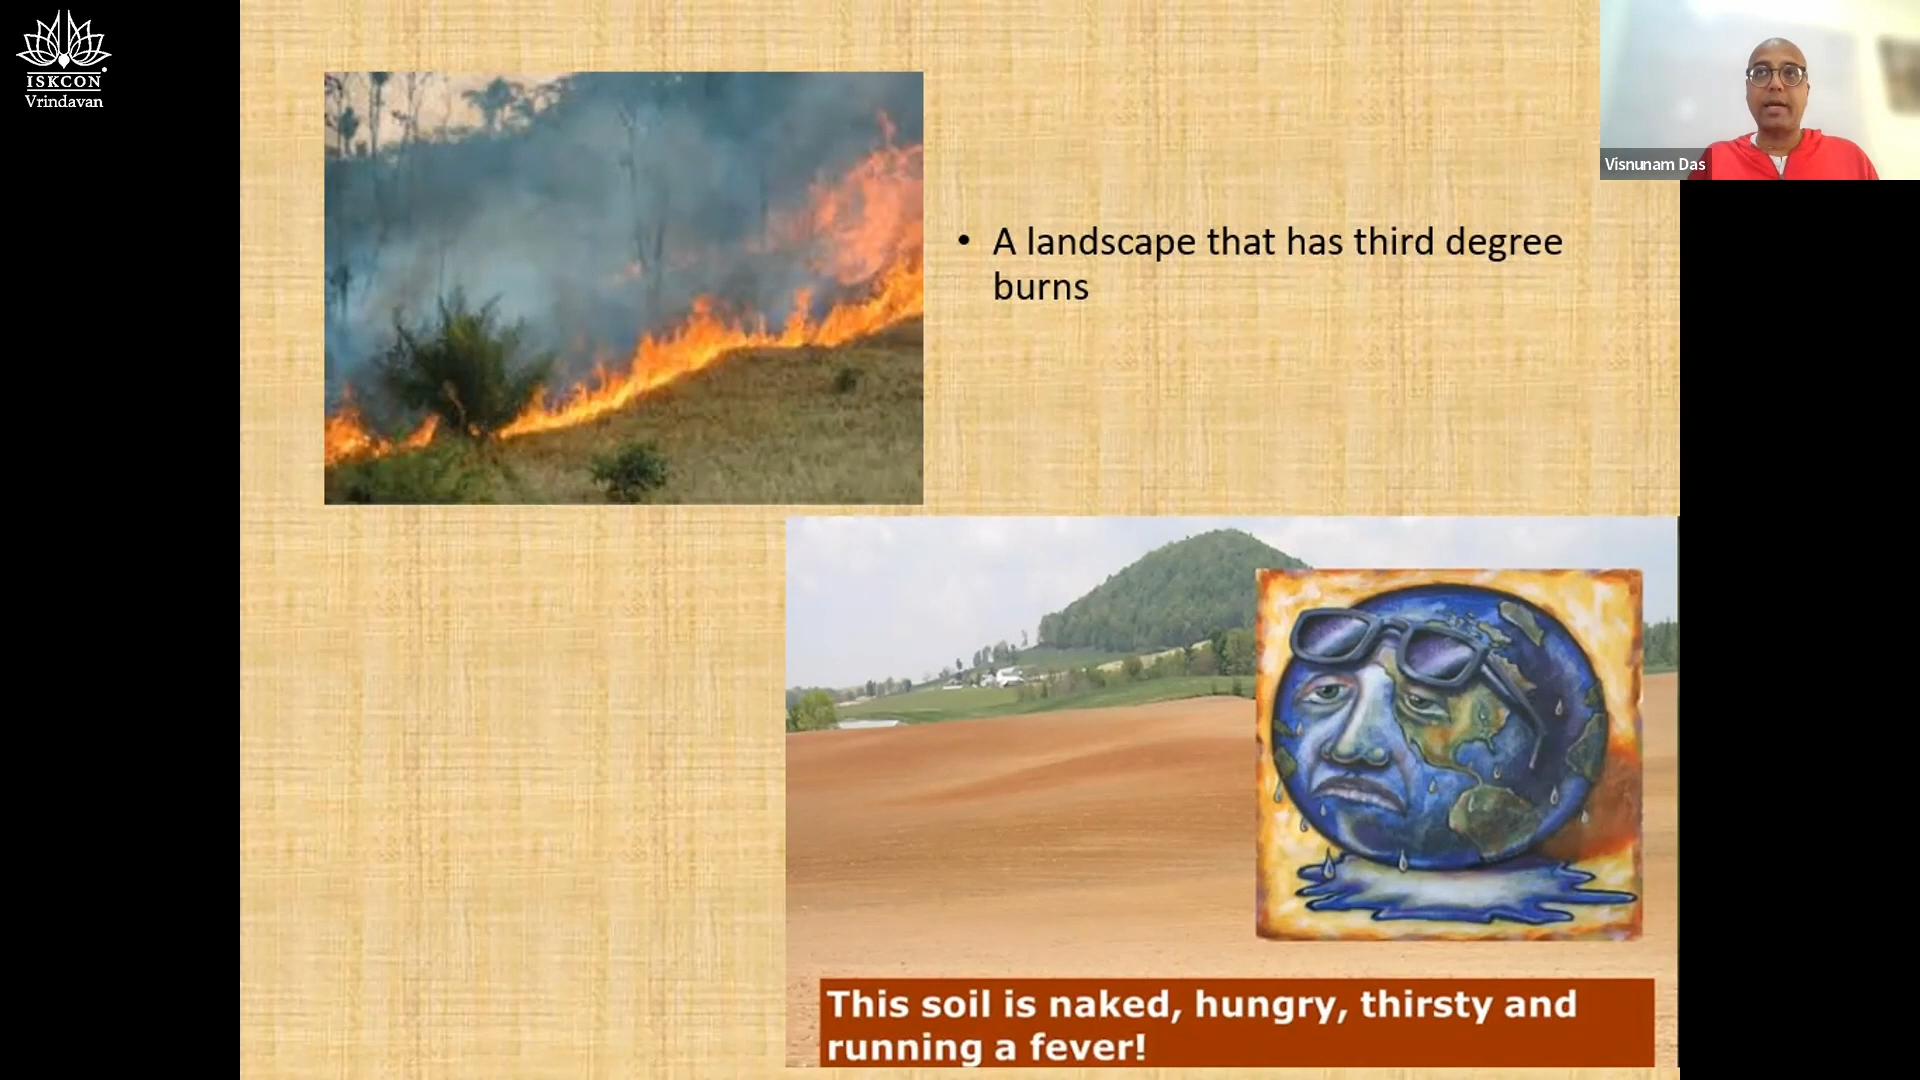 ISKCON
Vrindavan
Visnunam Das
• A landscape that has third degree
burns
This soil is naked, hungry, thirsty and
running a fever!